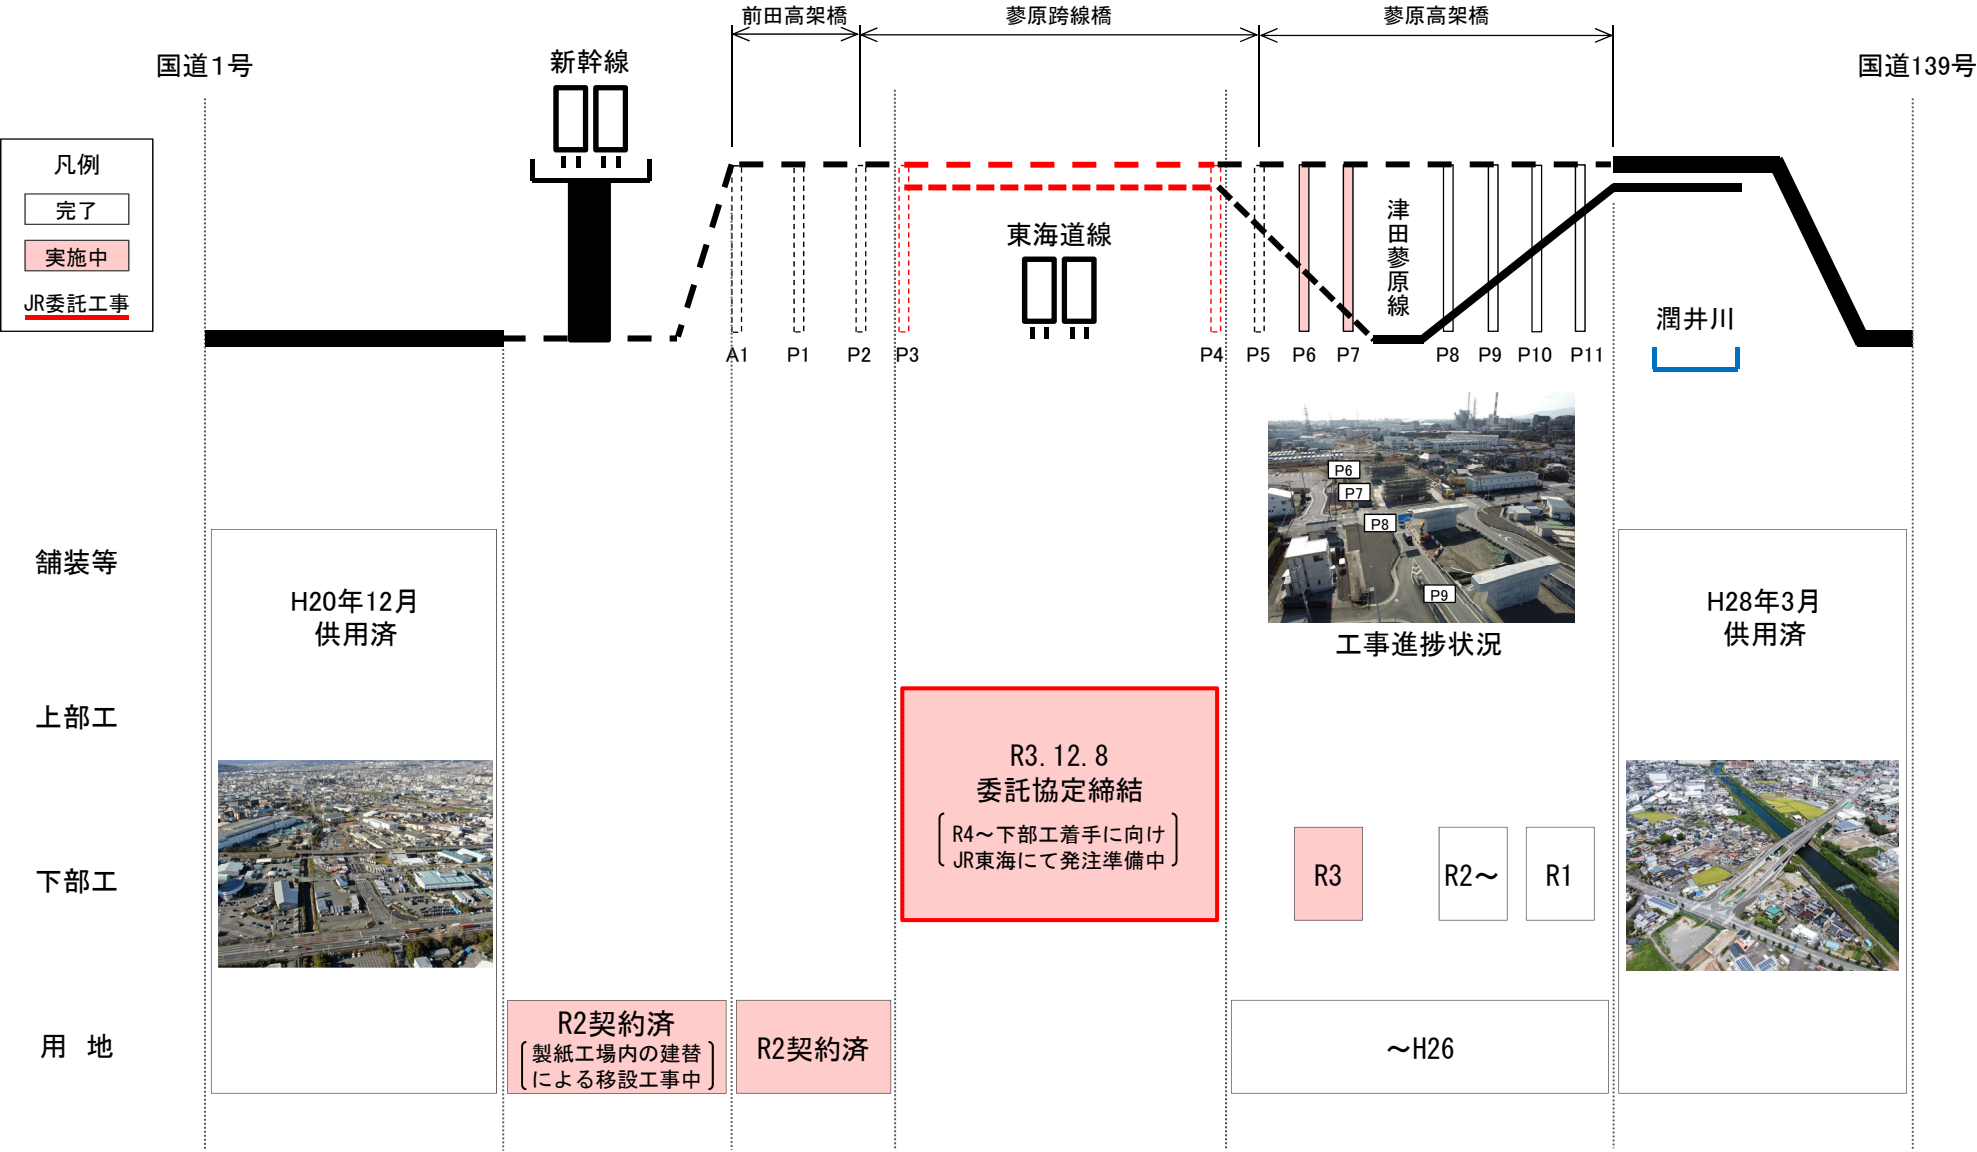 前田高架橋
蓼原跨線橋
蓼原高架橋
国道1号
新幹線
国道139号
凡例
完了
実施中
JR委託工事
東海道線
津田蓼原線
潤井川
A1
P1
P2
P3
P4
P5
P6
P7
P8
P9
P10
P11
P6
P7
P8
P9
工事進捗状況
舗装等
H20年12月
供用済
H28年3月
供用済
上部工
R3.12.8
委託協定締結
R4～下部工着手に向け
JR東海にて発注準備中
下部工
R3
R2～
R1
用 地
R2契約済
製紙工場内の建替
による移設工事中
R2契約済
～H26